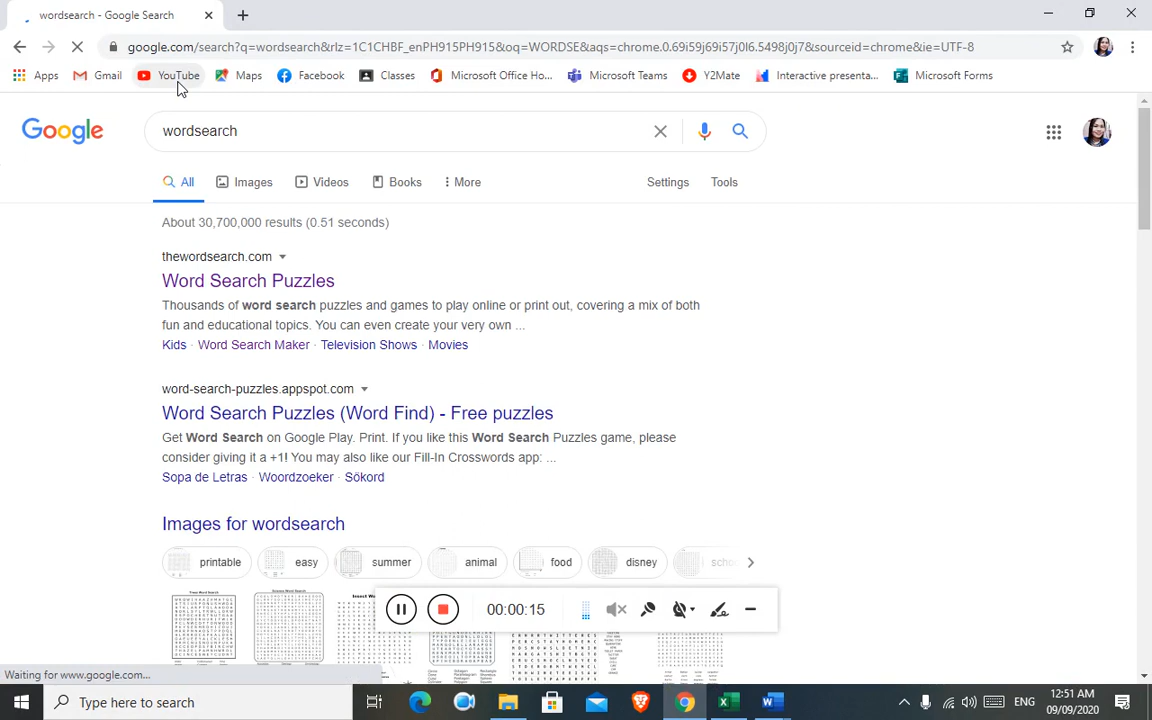 wordsearch - Google Search
google.com/search?q=wordsearch&rlz=1C1CHBF_enPH915PH915&oq=WORDSE&aqs=chrome.0.69i59j69i57j0l6.5498j0j7&sourceid=chrome&ie=UTF-8
Apps Gmail YouTube Maps Facebook Classes Microsoft Office Ho... Microsoft Teams Y2Mate Interactive presenta... Microsoft Forms
Google wordsearch
All Images Videos Books More Settings Tools
About 30,700,000 results (0.51 seconds)
thewordsearch.com
Word Search Puzzles
Thousands of word search puzzles and games to play online or print out, covering a mix of both
fun and educational topics. You can even create your very own ...
Kids · Word Search Maker · Television Shows · Movies
word-search-puzzles.appspot.com
Word Search Puzzles (Word Find) - Free puzzles
Get Word Search on Google Play. Print. If you like this Word Search Puzzles game, please
consider giving it a +1! You may also like our Fill-In Crosswords app: ...
Sopa de Letras · Woordzoeker · Sökord
Images for wordsearch
printable easy summer animal food disney
00:00:15
Waiting for www.google.com...
Type here to search
ENG
12:51 AM
09/09/2020